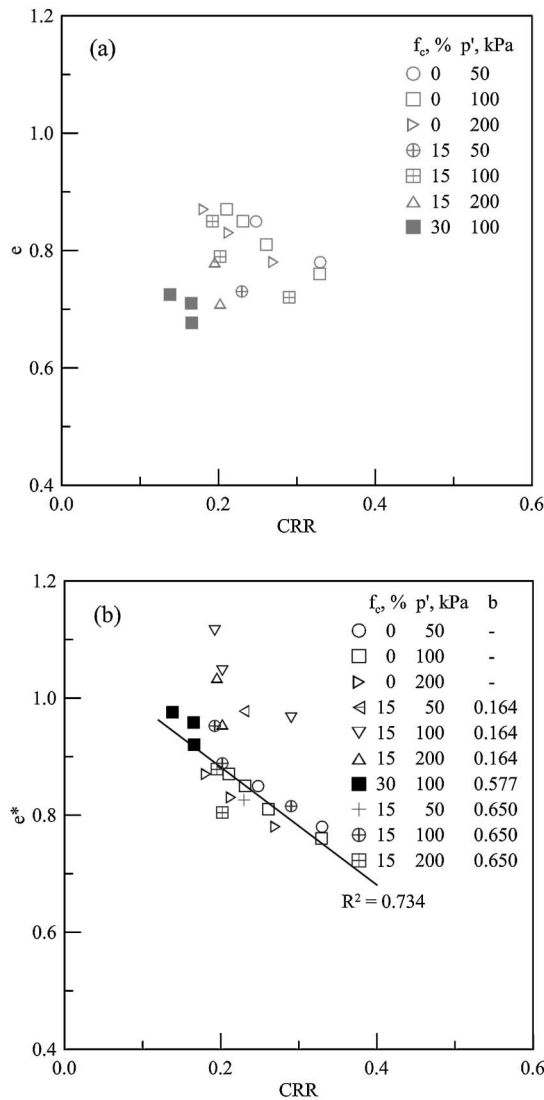 1.2
(a)
f_c, % p', kPa
0 50
0 100
0 200
15 50
15 100
15 200
30 100
1.0
e
0.8
0.6
0.4
0.0 0.2 0.4 0.6
CRR
1.2
(b)
f_c, % p', kPa b
0 50 -
0 100 -
0 200 -
15 50 0.164
15 100 0.164
15 200 0.164
30 100 0.577
15 50 0.650
15 100 0.650
15 200 0.650
1.0
e*
0.8
R² = 0.734
0.6
0.4
0.0 0.2 0.4 0.6
CRR